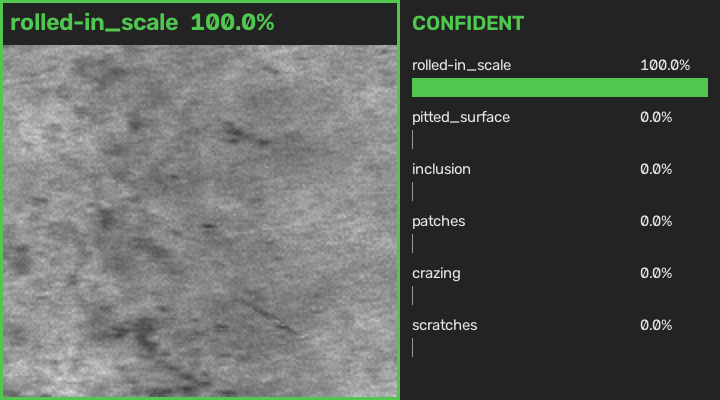 rolled-in_scale 100.0%
CONFIDENT
rolled-in_scale 100.0%
pitted_surface 0.0%
inclusion 0.0%
patches 0.0%
crazing 0.0%
scratches 0.0%